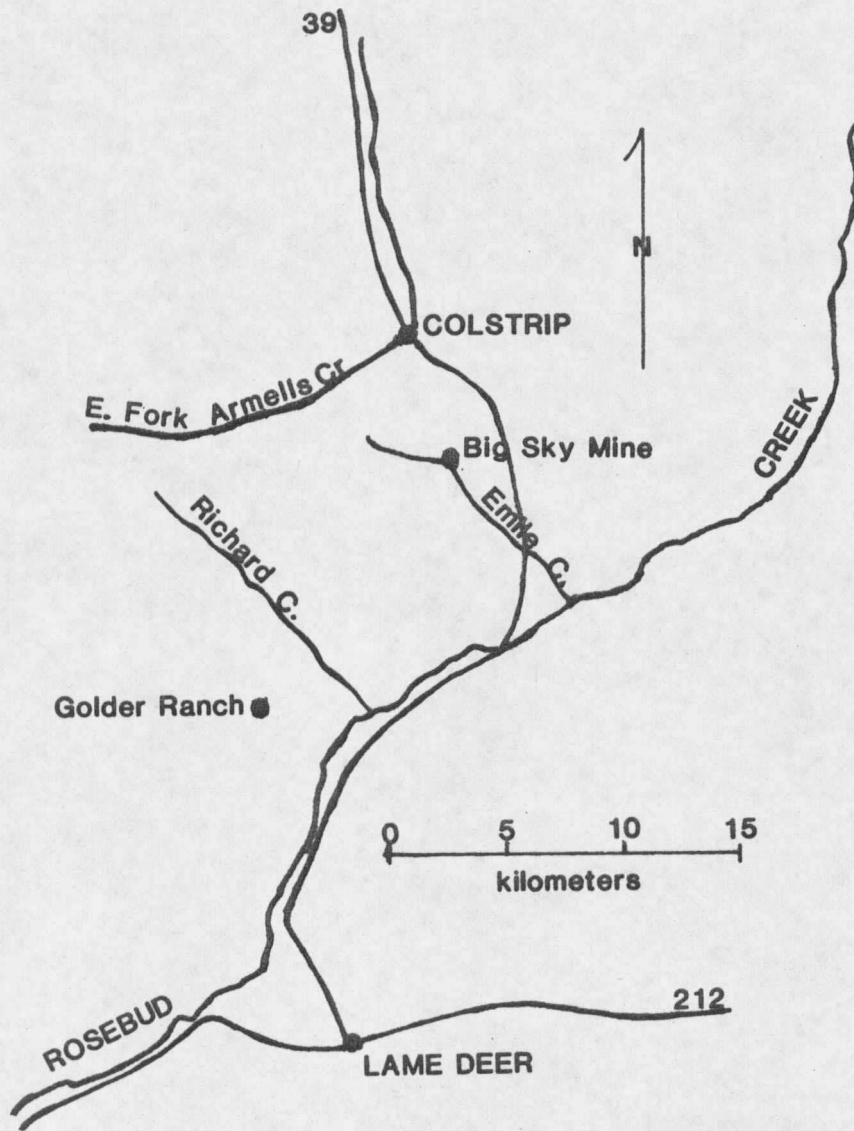 39
N
COLSTRIP
E. Fork Armells Cr
Big Sky Mine
CREEK
Emile C.
Richard C.
Golder Ranch
0 5 10 15
kilometers
ROSEBUD
212
LAME DEER